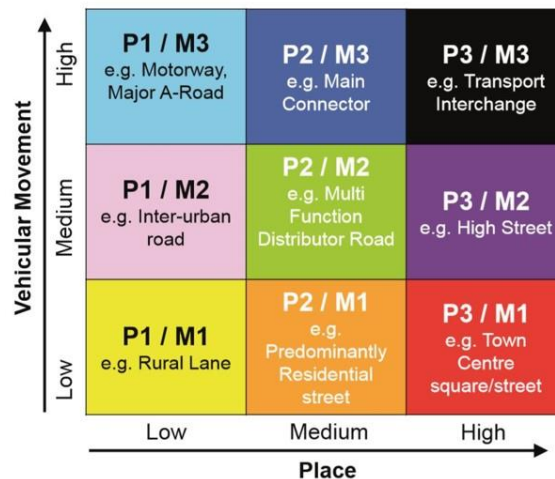 Vehicular Movement
High
P1 / M3
e.g. Motorway,
Major A-Road
P2 / M3
e.g. Main
Connector
P3 / M3
e.g. Transport
Interchange
Medium
P1 / M2
e.g. Inter-urban
road
P2 / M2
e.g. Multi
Function
Distributor Road
P3 / M2
e.g. High Street
Low
P1 / M1
e.g. Rural Lane
P2 / M1
e.g.
Predominantly
Residential
street
P3 / M1
e.g. Town
Centre
square/street
Low
Medium
High
Place